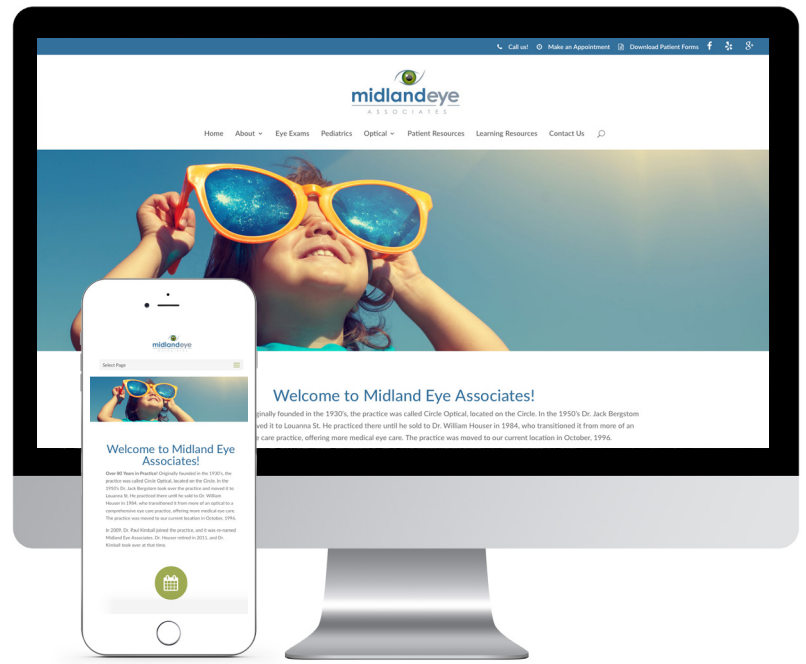 Call us! Make an Appointment Download Patient Forms
midlandeye
ASSOCIATES
Home About Eye Exams Pediatrics Optical Patient Resources Learning Resources Contact Us
Welcome to Midland Eye Associates!
ginally founded in the 1930's, the practice was called Circle Optical, located on the Circle. In the 1950's Dr. Jack Bergstom
ved it to Louanna St. He practiced there until he sold to Dr. William Houser in 1984, who transitioned it from more of an
e care practice, offering more medical eye care. The practice was moved to our current location in October, 1996.
midlandeye
Select Page
Welcome to Midland Eye
Associates!
Over 80 Years in Practice! Originally founded in the 1930's, the
practice was called Circle Optical, located on the Circle. In the
1950's Dr. Jack Bergstom took over the practice and moved it to
Louanna St. He practiced there until he sold to Dr. William
Houser in 1984, who transitioned it from more of an optical to a
comprehensive eye care practice, offering more medical eye care.
The practice was moved to our current location in October, 1996.
In 2009, Dr. Paul Kimball joined the practice, and it was re-named
Midland Eye Associates. Dr. Houser retired in 2011, and Dr.
Kimball took over at that time.